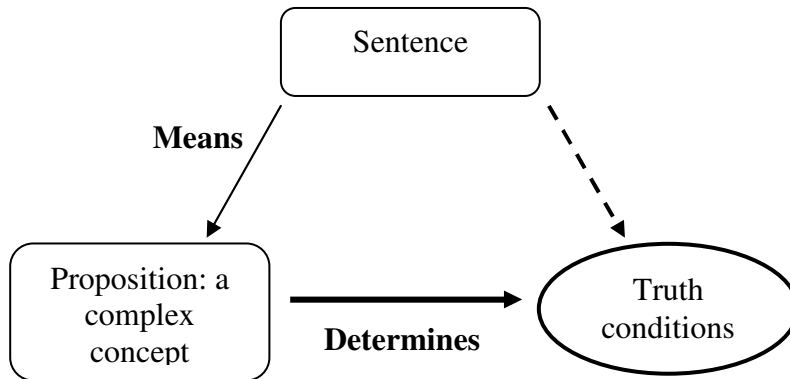 Sentence
Means
Proposition: a
complex
concept
Determines
Truth
conditions